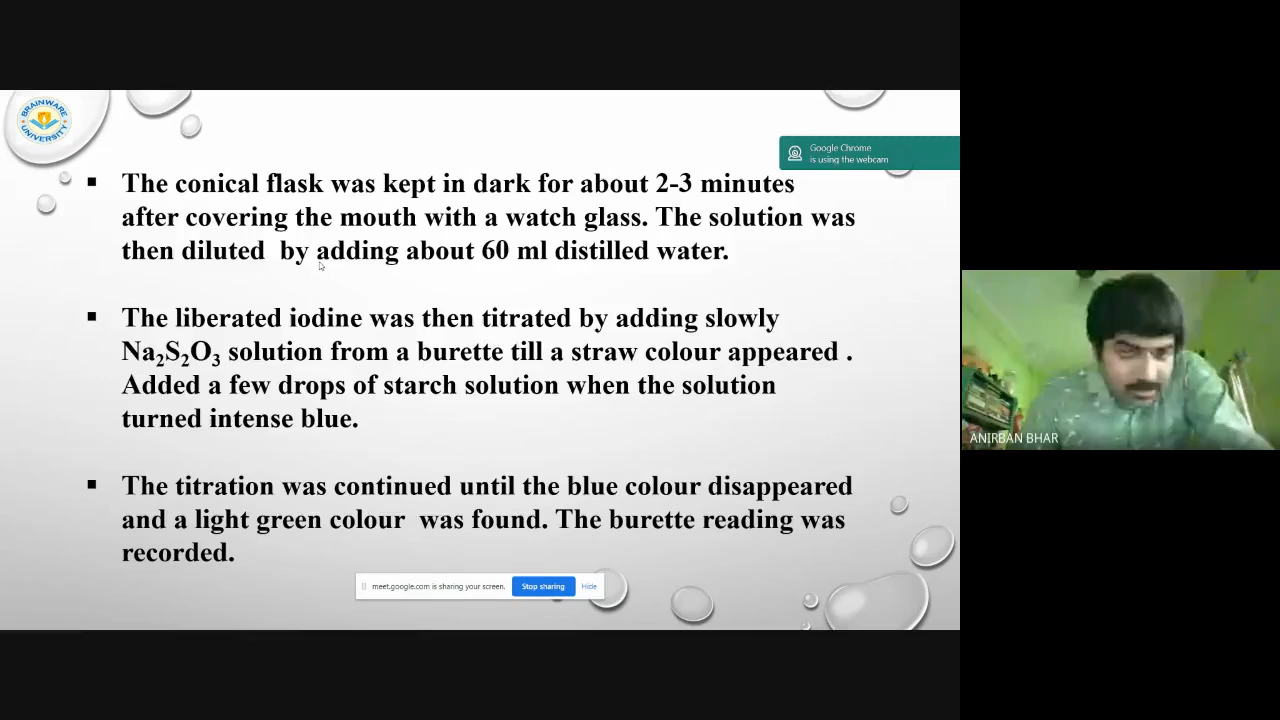 BRAINWARE UNIVERSITY
Google Chrome
is using the webcam
▪ The conical flask was kept in dark for about 2-3 minutes
after covering the mouth with a watch glass. The solution was
then diluted  by adding about 60 ml distilled water.
▪ The liberated iodine was then titrated by adding slowly
Na₂S₂O₃ solution from a burette till a straw colour appeared .
Added a few drops of starch solution when the solution
turned intense blue.
▪ The titration was continued until the blue colour disappeared
and a light green colour  was found. The burette reading was
recorded.
meet.google.com is sharing your screen. Stop sharing Hide
ANIRBAN BHAR